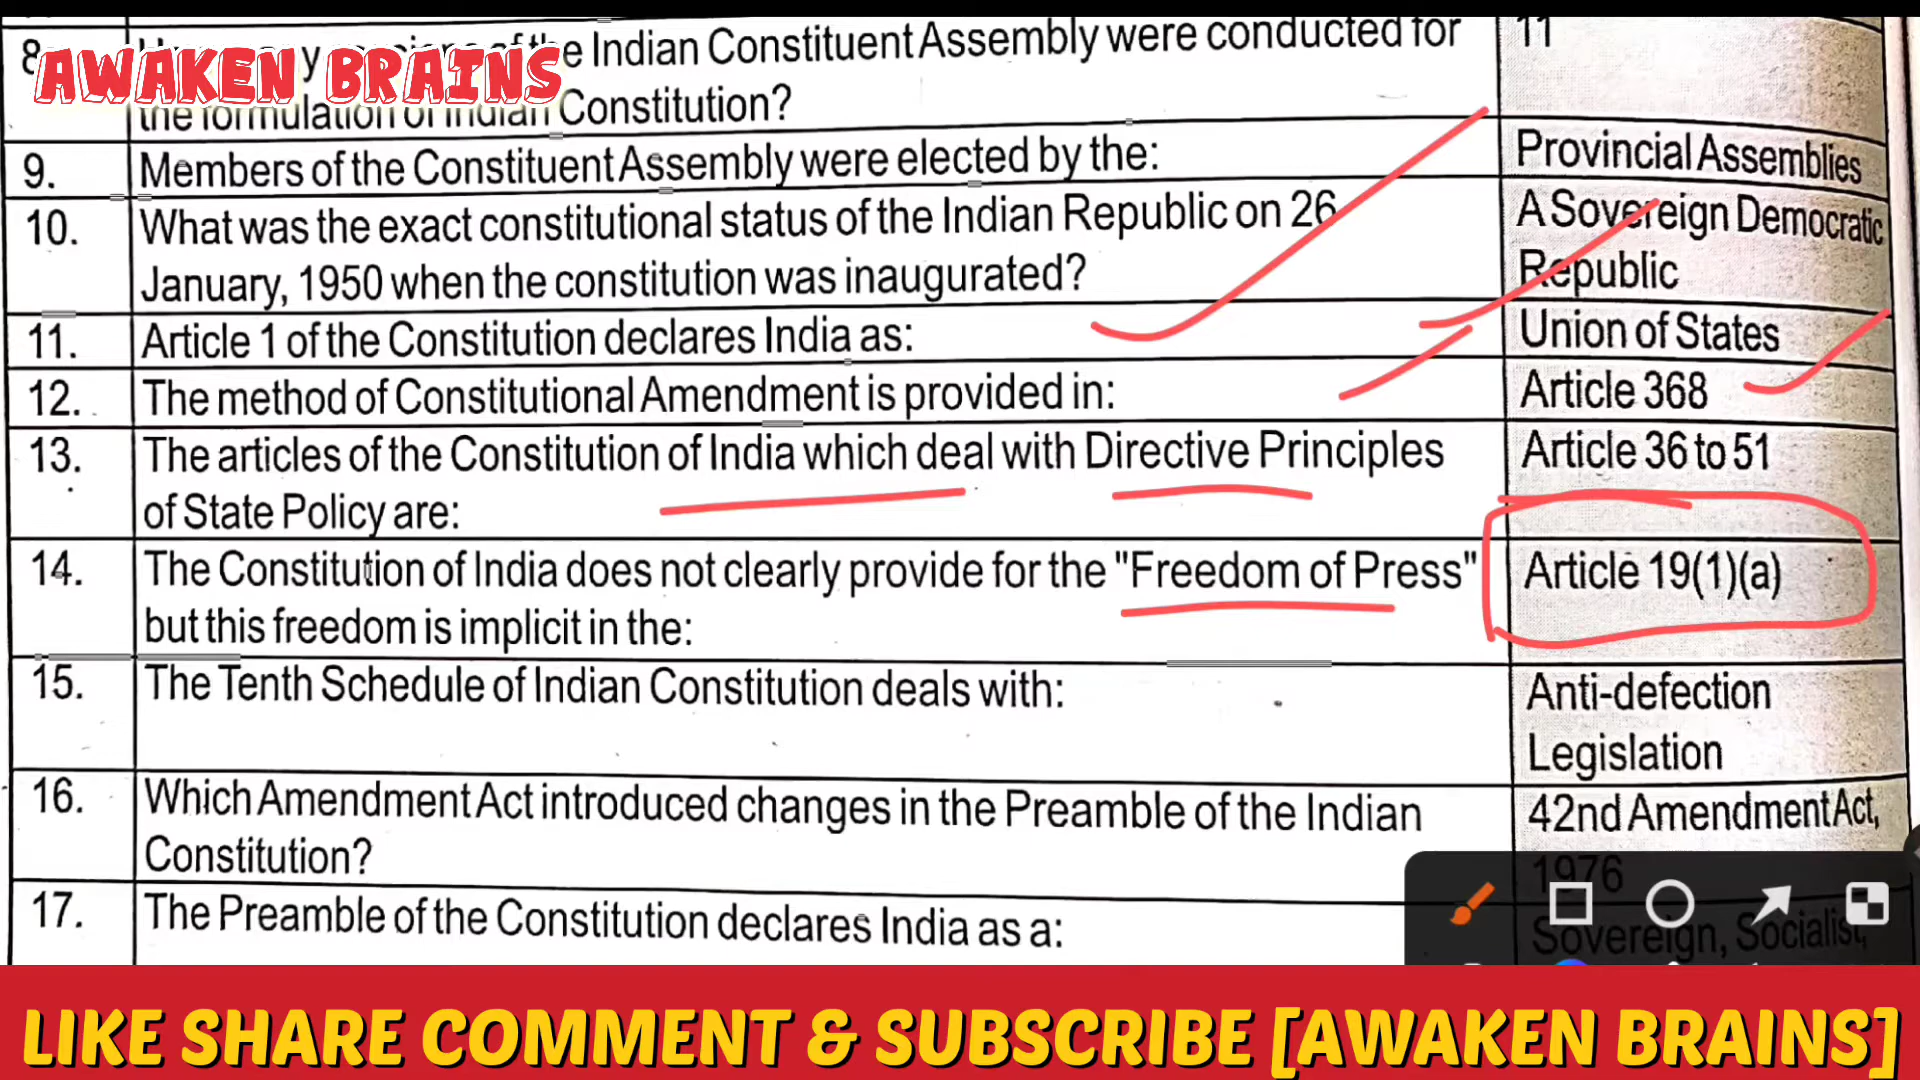 8.
of the Indian Constituent Assembly were conducted for
11
AWAKEN BRAINS
the formulation of Indian Constitution?
9.
Members of the Constituent Assembly were elected by the:
Provincial Assemblies
10.
What was the exact constitutional status of the Indian Republic on 26
A Sovereign Democratic
January, 1950 when the constitution was inaugurated?
Republic
11.
Article 1 of the Constitution declares India as:
Union of States
12.
The method of Constitutional Amendment is provided in:
Article 368
13.
The articles of the Constitution of India which deal with Directive Principles
Article 36 to 51
of State Policy are:
14.
The Constitution of India does not clearly provide for the "Freedom of Press"
Article 19(1)(a)
but this freedom is implicit in the:
15.
The Tenth Schedule of Indian Constitution deals with:
Anti-defection
Legislation
16.
Which Amendment Act introduced changes in the Preamble of the Indian
42nd Amendment Act,
Constitution?
1976
17.
The Preamble of the Constitution declares India as a:
Sovereign, Socialist,
LIKE SHARE COMMENT & SUBSCRIBE [AWAKEN BRAINS]